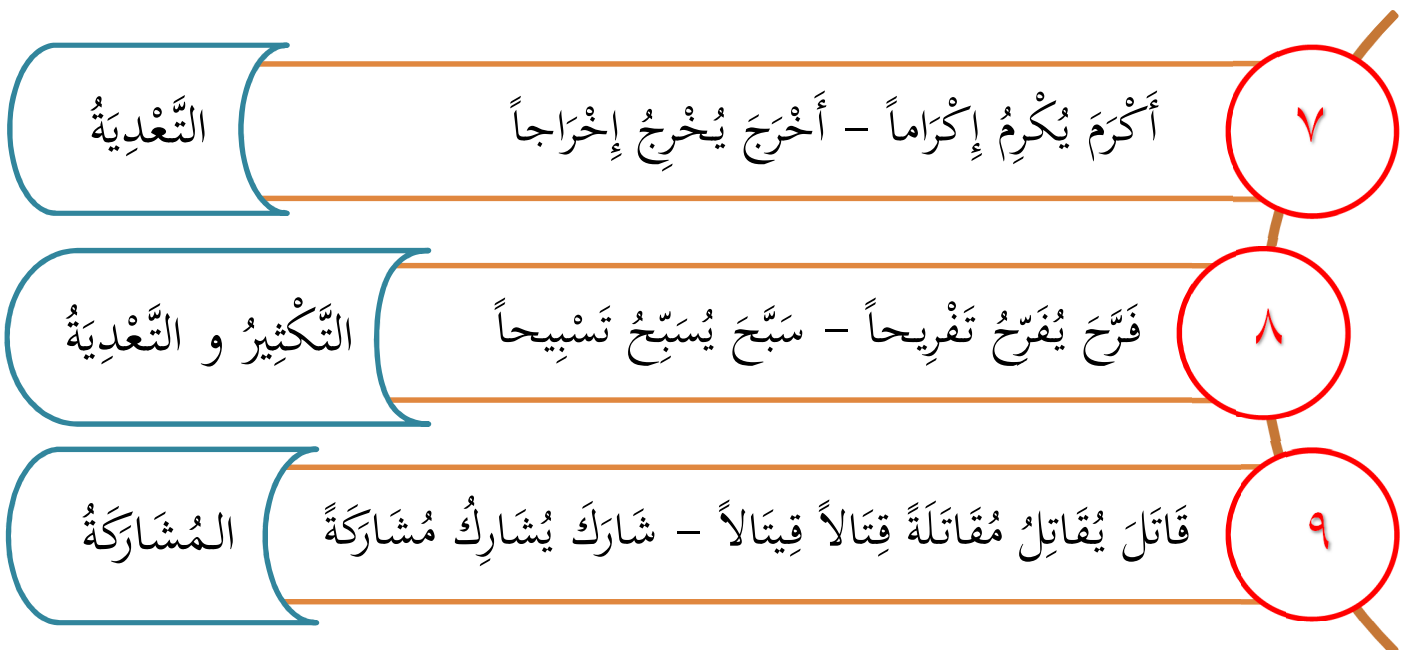 ٧ أَكْرَمَ يُكْرِمُ إِكْرَاماً – أَخْرَجَ يُخْرِجُ إِخْرَاجاً التَّعْدِيَةُ
٨ فَرَّحَ يُفَرِّحُ تَفْرِيحاً – سَبَّحَ يُسَبِّحُ تَسْبِيحاً التَّكْثِيرُ و التَّعْدِيَةُ
٩ قَاتَلَ يُقَاتِلُ مُقَاتَلَةً قِتَالاً قِيتَالاً – شَارَكَ يُشَارِكُ مُشَارَكَةً المُشَارَكَةُ